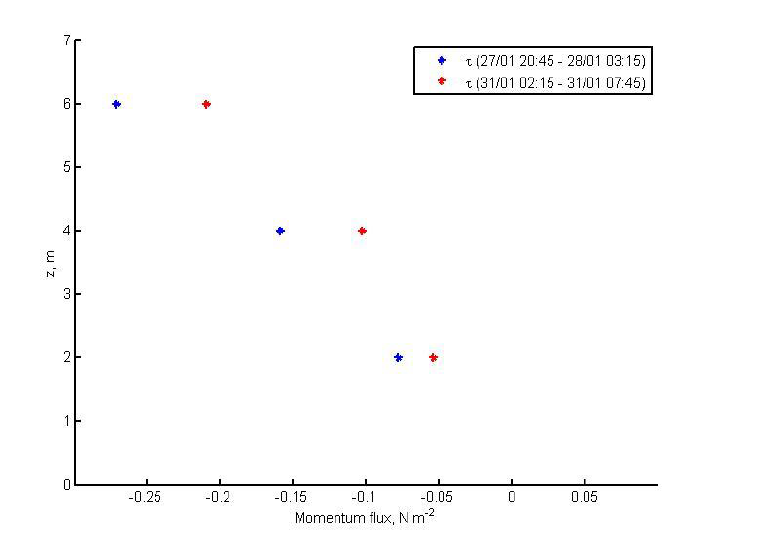 τ (27/01 20:45 - 28/01 03:15)
τ (31/01 02:15 - 31/01 07:45)
7
6
5
4
3
2
1
0
z, m
-0.25 -0.2 -0.15 -0.1 -0.05 0 0.05
Momentum flux, N m⁻²